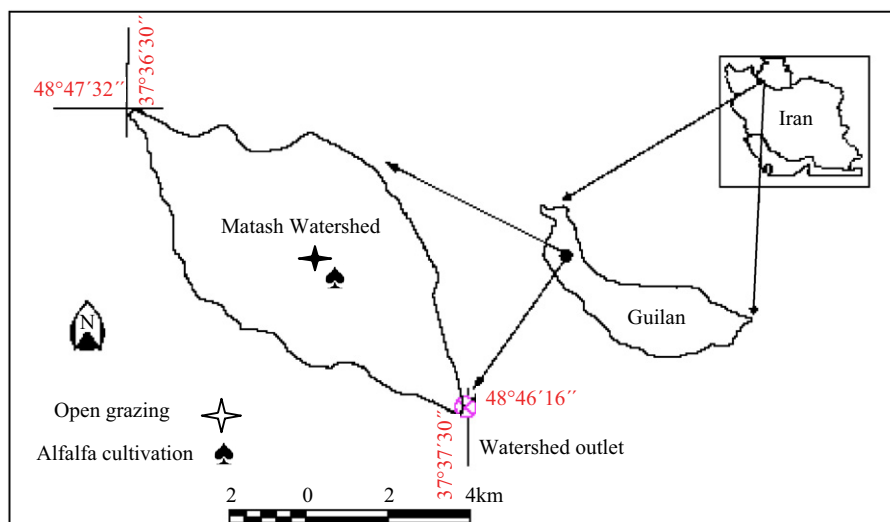 37°36´30˝
48°47´32˝
Iran
Matash Watershed
Guilan
N
48°46´16˝
37°37´30˝
Open grazing
Watershed outlet
Alfalfa cultivation
2 0 2 4km